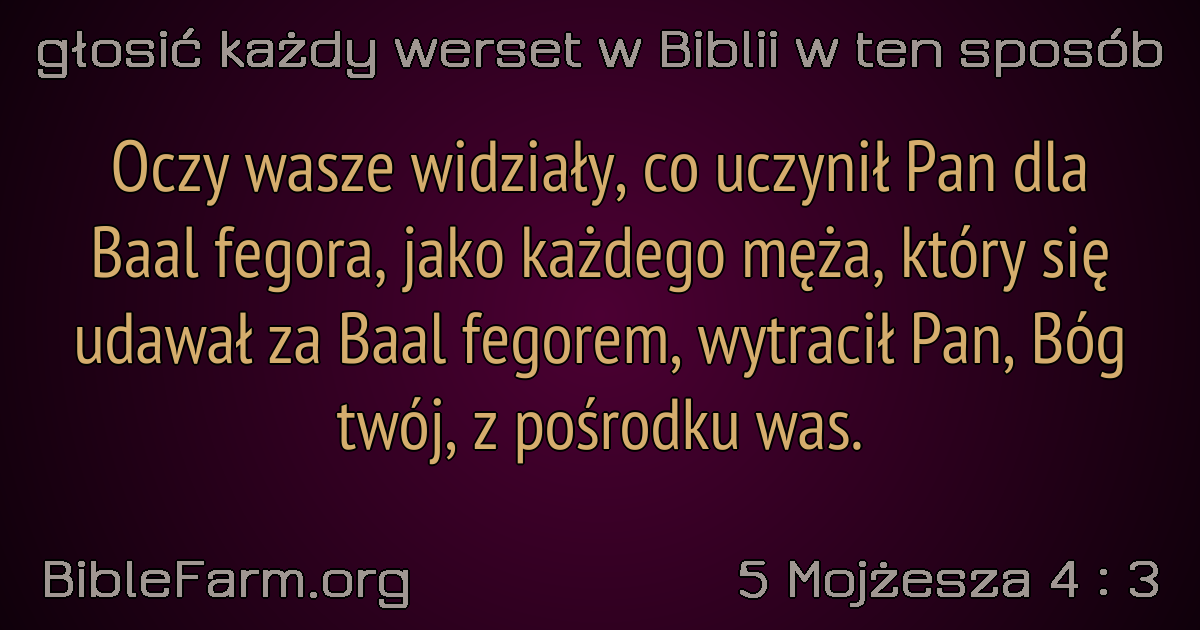 głosić każdy werset w Biblii w ten sposób
Oczy wasze widziały, co uczynił Pan dla
Baal fegora, jako każdego męża, który się
udawał za Baal fegorem, wytracił Pan, Bóg
twój, z pośrodku was.
BibleFarm.org
5 Mojżesza 4 : 3